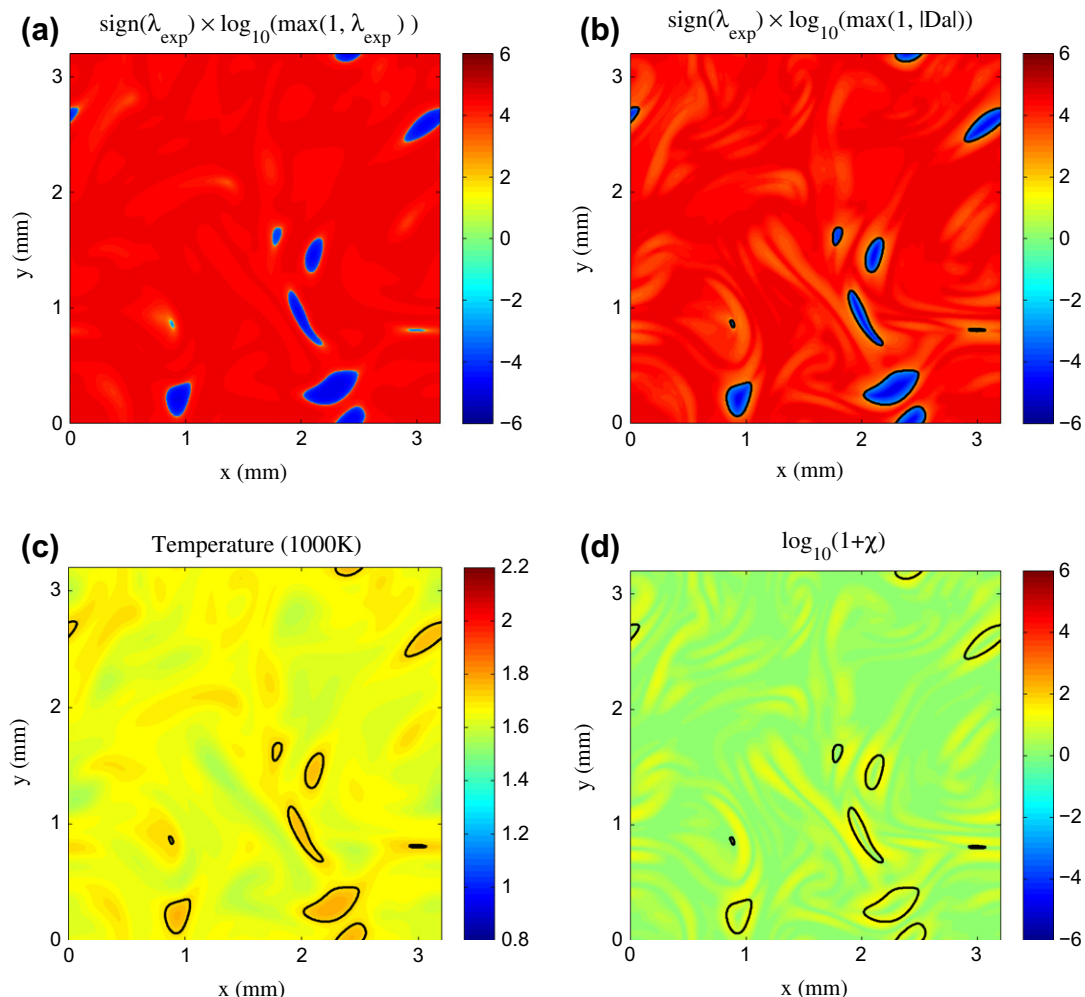 (a) sign(λexp) × log10(max(1, λexp ) )
3
2
1
0
0 1 2 3
y (mm)
x (mm)
6
4
2
0
−2
−4
−6
(b) sign(λexp) × log10(max(1, |Da|))
3
2
1
0
0 1 2 3
y (mm)
x (mm)
6
4
2
0
−2
−4
−6
(c) Temperature (1000K)
3
2
1
0
0 1 2 3
y (mm)
x (mm)
2.2
2
1.8
1.6
1.4
1.2
1
0.8
(d) log10(1+χ)
3
2
1
0
0 1 2 3
y (mm)
x (mm)
6
4
2
0
−2
−4
−6